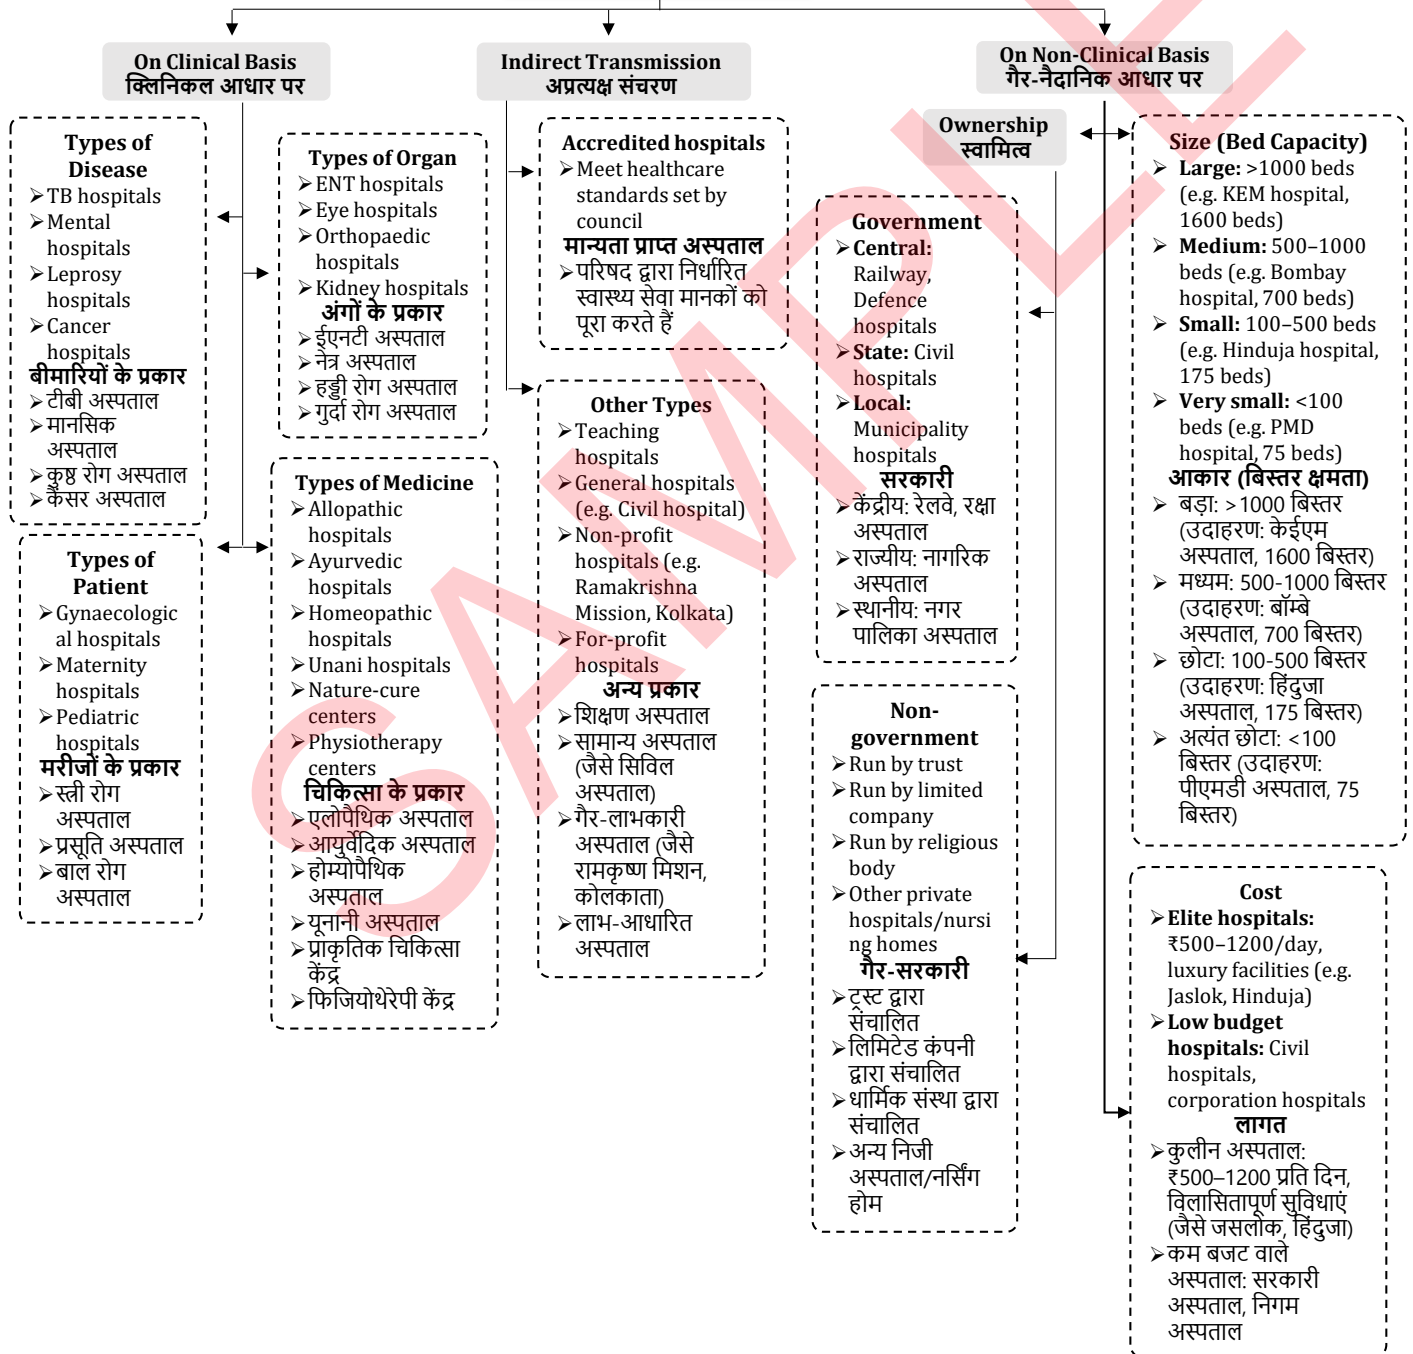 On Clinical Basis
क्लिनिकल आधार पर
Indirect Transmission
अप्रत्यक्ष संचरण
On Non-Clinical Basis
गैर-नैदानिक आधार पर
Types of
Disease
➢TB hospitals
➢Mental
hospitals
➢Leprosy
hospitals
➢Cancer
hospitals
बीमारियों के प्रकार
➢टीबी अस्पताल
➢मानसिक
अस्पताल
➢कुष्ठ रोग अस्पताल
➢कैंसर अस्पताल
Types of
Patient
➢Gynaecologic
al hospitals
➢Maternity
hospitals
➢Pediatric
hospitals
मरीजों के प्रकार
➢स्त्री रोग
अस्पताल
➢प्रसूति अस्पताल
➢बाल रोग
अस्पताल
Types of Organ
➢ENT hospitals
➢Eye hospitals
➢Orthopaedic
hospitals
➢Kidney hospitals
अंगों के प्रकार
➢ईएनटी अस्पताल
➢नेत्र अस्पताल
➢हड्डी रोग अस्पताल
➢गुर्दा रोग अस्पताल
Types of Medicine
➢Allopathic
hospitals
➢Ayurvedic
hospitals
➢Homeopathic
hospitals
➢Unani hospitals
➢Nature-cure
centers
➢Physiotherapy
centers
चिकित्सा के प्रकार
➢एलोपैथिक अस्पताल
➢आयुर्वेदिक अस्पताल
➢होम्योपैथिक
अस्पताल
➢यूनानी अस्पताल
➢प्राकृतिक चिकित्सा
केंद्र
➢फिजियोथेरेपी केंद्र
Accredited hospitals
➢Meet healthcare
standards set by
council
मान्यता प्राप्त अस्पताल
➢परिषद द्वारा निर्धारित
स्वास्थ्य सेवा मानकों को
पूरा करते हैं
Other Types
➢Teaching
hospitals
➢General hospitals
(e.g. Civil hospital)
➢Non-profit
hospitals (e.g.
Ramakrishna
Mission, Kolkata)
➢For-profit
hospitals
अन्य प्रकार
➢शिक्षण अस्पताल
➢सामान्य अस्पताल
(जैसे सिविल
अस्पताल)
➢गैर-लाभकारी
अस्पताल (जैसे
रामकृष्ण मिशन,
कोलकाता)
➢लाभ-आधारित
अस्पताल
Ownership
स्वामित्व
Government
➢Central:
Railway,
Defence
hospitals
➢State: Civil
hospitals
➢Local:
Municipality
hospitals
सरकारी
➢केंद्रीय: रेलवे, रक्षा
अस्पताल
➢राज्यीय: नागरिक
अस्पताल
➢स्थानीय: नगर
पालिका अस्पताल
Non-
government
➢Run by trust
➢Run by limited
company
➢Run by religious
body
➢Other private
hospitals/nursi
ng homes
गैर-सरकारी
➢ट्रस्ट द्वारा
संचालित
➢लिमिटेड कंपनी
द्वारा संचालित
➢धार्मिक संस्था द्वारा
संचालित
➢अन्य निजी
अस्पताल/नर्सिंग
होम
Size (Bed Capacity)
➢ Large: >1000 beds
(e.g. KEM hospital,
1600 beds)
➢ Medium: 500–1000
beds (e.g. Bombay
hospital, 700 beds)
➢ Small: 100–500 beds
(e.g. Hinduja hospital,
175 beds)
➢ Very small: <100
beds (e.g. PMD
hospital, 75 beds)
आकार (बिस्तर क्षमता)
➢ बड़ा: >1000 बिस्तर
(उदाहरण: केईएम
अस्पताल, 1600 बिस्तर)
➢ मध्यम: 500-1000 बिस्तर
(उदाहरण: बॉम्बे
अस्पताल, 700 बिस्तर)
➢ छोटा: 100-500 बिस्तर
(उदाहरण: हिंदुजा
अस्पताल, 175 बिस्तर)
➢ अत्यंत छोटा: <100
बिस्तर (उदाहरण:
पीएमडी अस्पताल, 75
बिस्तर)
Cost
➢Elite hospitals:
₹500–1200/day,
luxury facilities (e.g.
Jaslok, Hinduja)
➢Low budget
hospitals: Civil
hospitals,
corporation hospitals
लागत
➢कुलीन अस्पताल:
₹500–1200 प्रति दिन,
विलासितापूर्ण सुविधाएं
(जैसे जसलोक, हिंदुजा)
➢कम बजट वाले
अस्पताल: सरकारी
अस्पताल, निगम
अस्पताल
SAMPLE